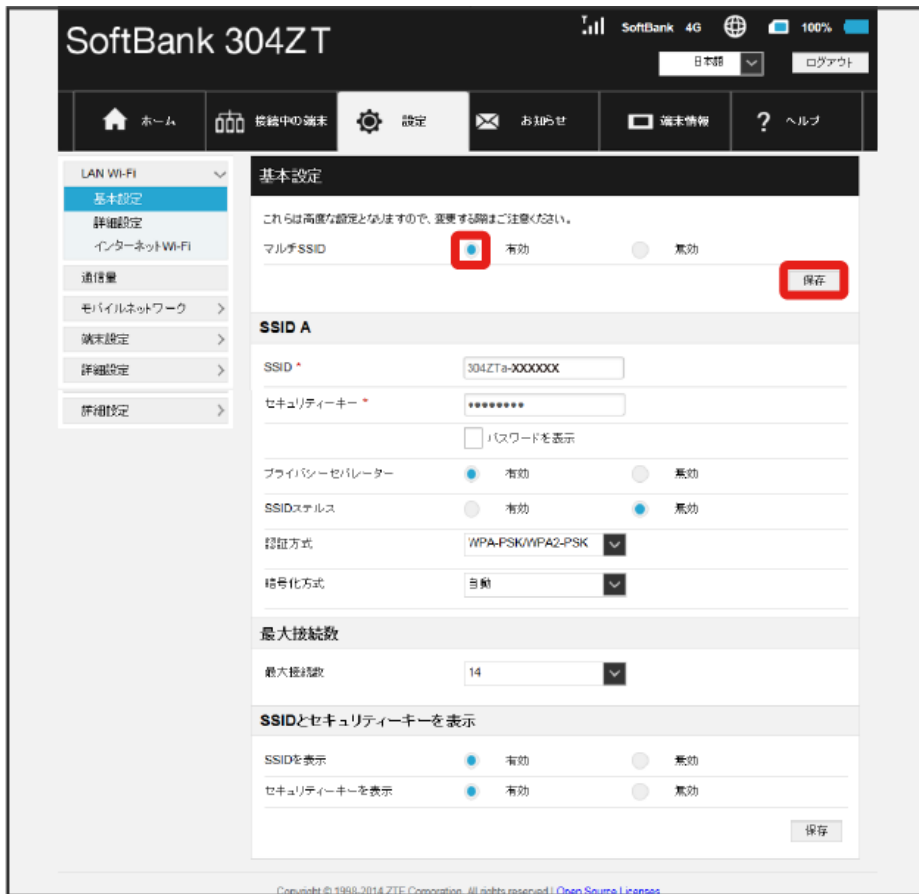 SoftBank 304ZT
SoftBank 4G 100%
日本語 ログアウト
ホーム 接続中の端末 設定 お知らせ 端末情報 ? ヘルプ
LAN Wi-Fi
基本設定
詳細設定
インターネットWi-Fi
通信量
モバイルネットワーク
端末設定
詳細設定
詳細設定
基本設定
これらは高度な設定となりますので、変更する際はご注意ください。
マルチSSID 有効 無効
保存
SSID A
SSID * 304ZTa-XXXXXX
セキュリティーキー * ••••••••
パスワードを表示
プライバシーセパレーター 有効 無効
SSIDステルス 有効 無効
認証方式 WPA-PSK/WPA2-PSK
暗号化方式 自動
最大接続数
最大接続数 14
SSIDとセキュリティーキーを表示
SSIDを表示 有効 無効
セキュリティーキーを表示 有効 無効
保存
Copyright © 1998-2014 ZTE Corporation. All rights reserved | Open Source Licenses